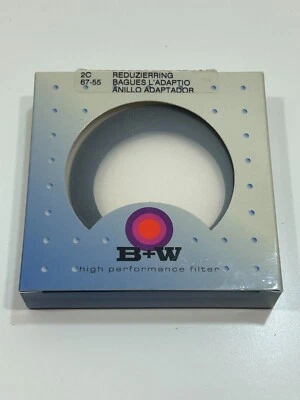 2C REDUZIERRING
67-55 BAGUES L'ADAPTIO
ANILLO ADAPTADOR
B+W
high performance filter